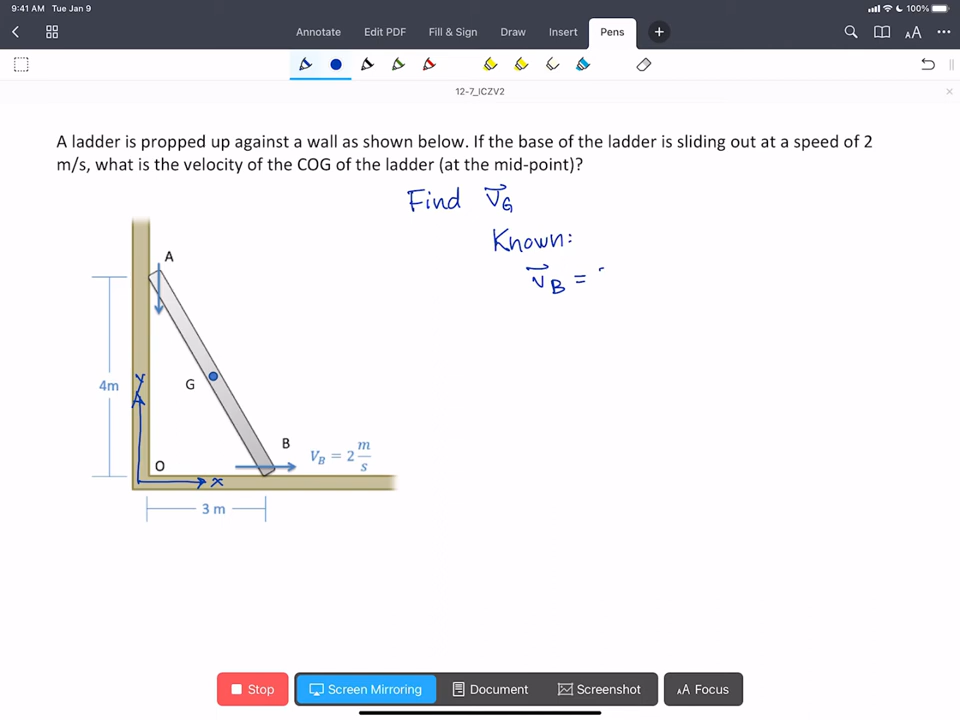 9:41 AM Tue Jan 9
100%
Annotate Edit PDF Fill & Sign Draw Insert Pens
AA
12-7_ICZV2
A ladder is propped up against a wall as shown below. If the base of the ladder is sliding out at a speed of 2
m/s, what is the velocity of the COG of the ladder (at the mid-point)?
Find V⃗G
Known:
V⃗B =
A
4m
G
Y
B
VB = 2 m/s
O
x
3 m
Stop Screen Mirroring Document Screenshot AA Focus